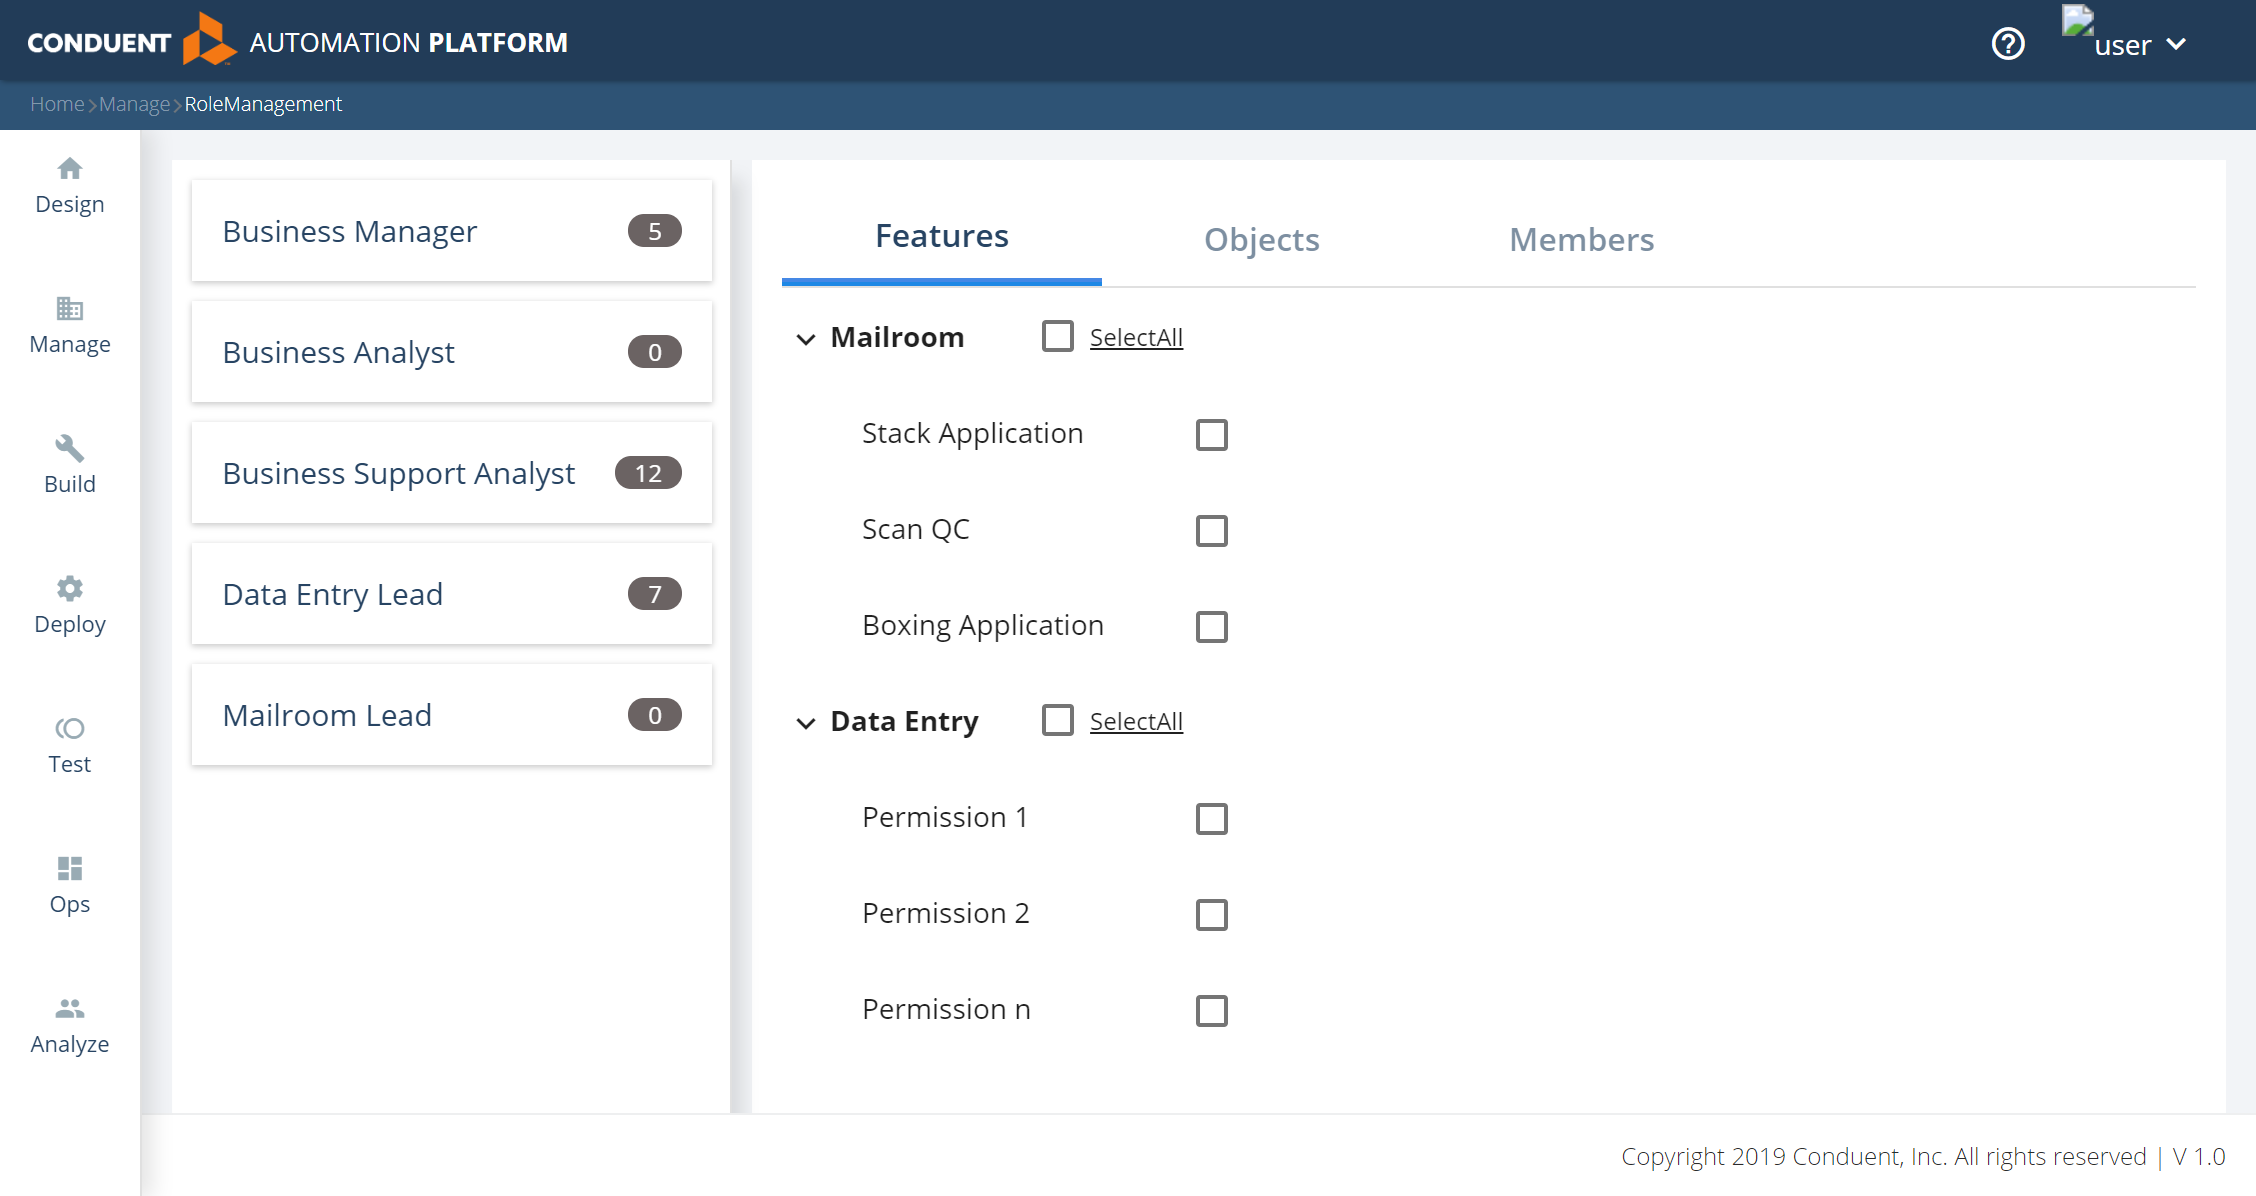 CONDUENT AUTOMATION PLATFORM
user
Home Manage RoleManagement
Design
Manage
Build
Deploy
Test
Ops
Analyze
Business Manager 5
Business Analyst 0
Business Support Analyst 12
Data Entry Lead 7
Mailroom Lead 0
Features Objects Members
Mailroom SelectAll
Stack Application
Scan QC
Boxing Application
Data Entry SelectAll
Permission 1
Permission 2
Permission n
Copyright 2019 Conduent, Inc. All rights reserved | V 1.0